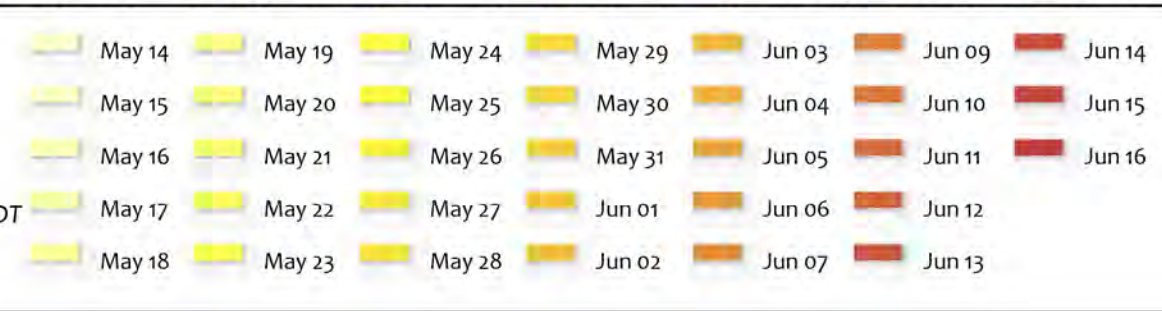 May 14 May 19 May 24 May 29 Jun 03 Jun 09 Jun 14
May 15 May 20 May 25 May 30 Jun 04 Jun 10 Jun 15
May 16 May 21 May 26 May 31 Jun 05 Jun 11 Jun 16
DT May 17 May 22 May 27 Jun 01 Jun 06 Jun 12
May 18 May 23 May 28 Jun 02 Jun 07 Jun 13